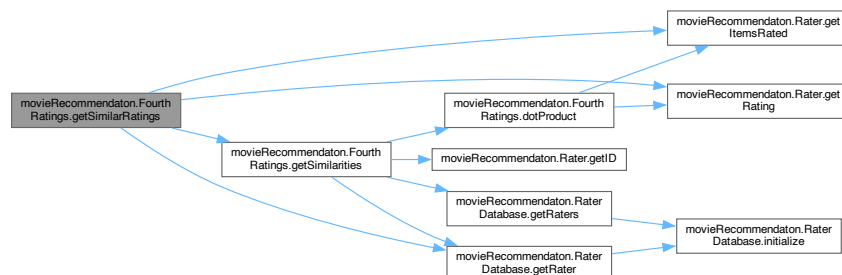 movieRecommendaton.Rater.get
ItemsRated
movieRecommendaton.Fourth
Ratings.getSimilarRatings
movieRecommendaton.Rater.get
Rating
movieRecommendaton.Fourth
Ratings.dotProduct
movieRecommendaton.Fourth
Ratings.getSimilarities
movieRecommendaton.Rater.getID
movieRecommendaton.Rater
Database.getRaters
movieRecommendaton.Rater
Database.initialize
movieRecommendaton.Rater
Database.getRater